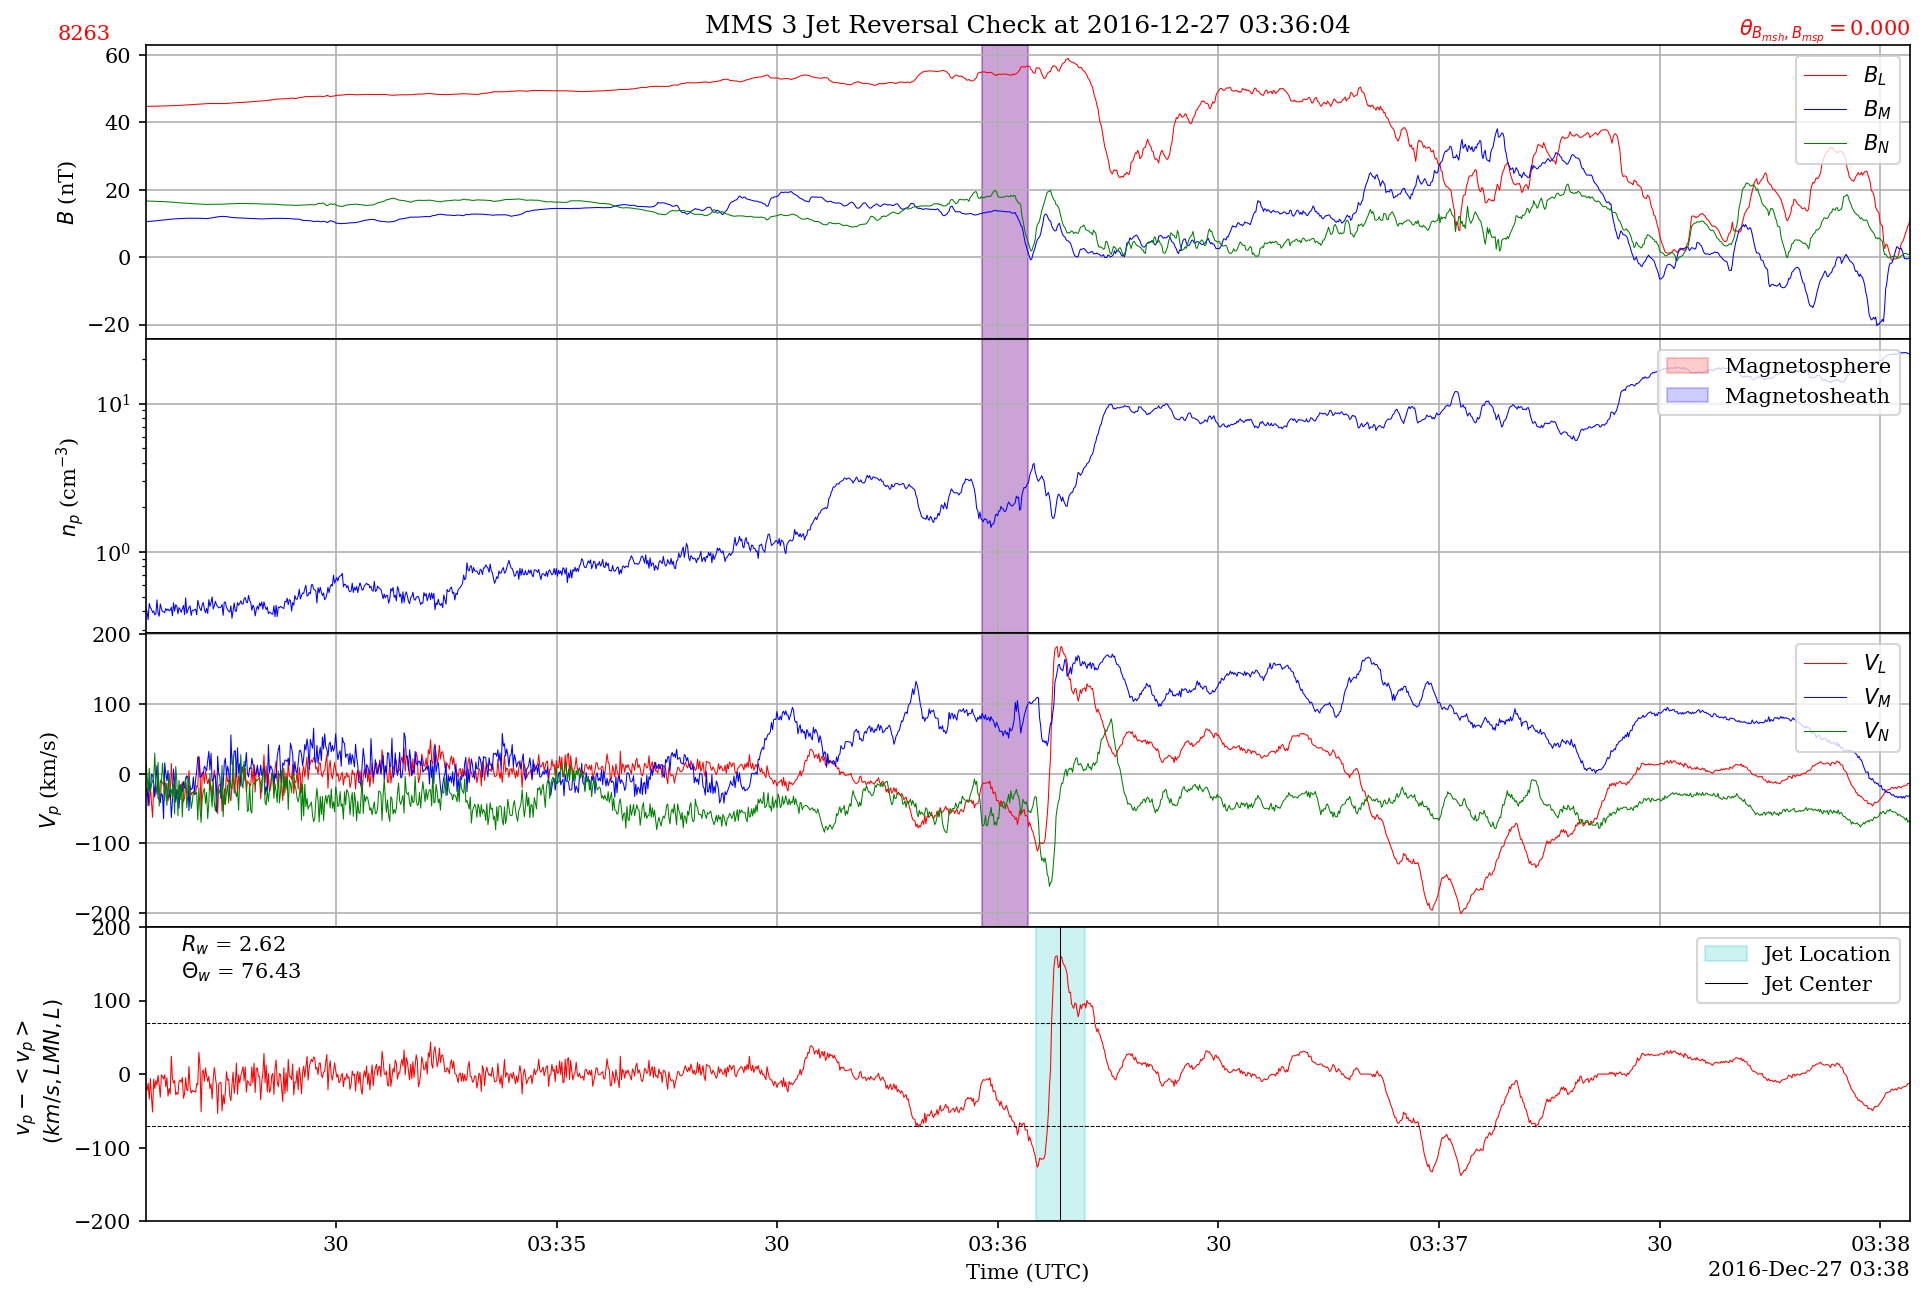 MMS 3 Jet Reversal Check at 2016-12-27 03:36:04
8263
θ_{B_{msh}, B_{msp}} = 0.000
60
40
20
0
−20
B (nT)
B_L
B_M
B_N
10^1
10^0
n_p (cm^{−3})
Magnetosphere
Magnetosheath
200
100
0
−100
−200
V_p (km/s)
V_L
V_M
V_N
200
100
0
−100
−200
v_p − <v_p>
(km/s, LMN, L)
R_w = 2.62
Θ_w = 76.43
Jet Location
Jet Center
30
03:35
30
03:36
30
03:37
30
03:38
Time (UTC)
2016-Dec-27 03:38